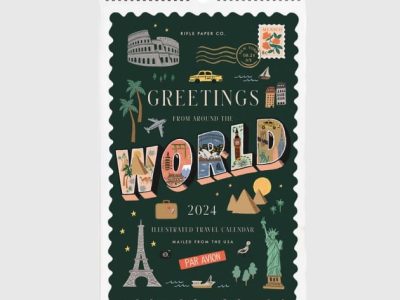 RIFLE PAPER CO.
GREETINGS
FROM AROUND THE
WORLD
2024
ILLUSTRATED TRAVEL CALENDAR
MAILED FROM THE USA
PAR AVION